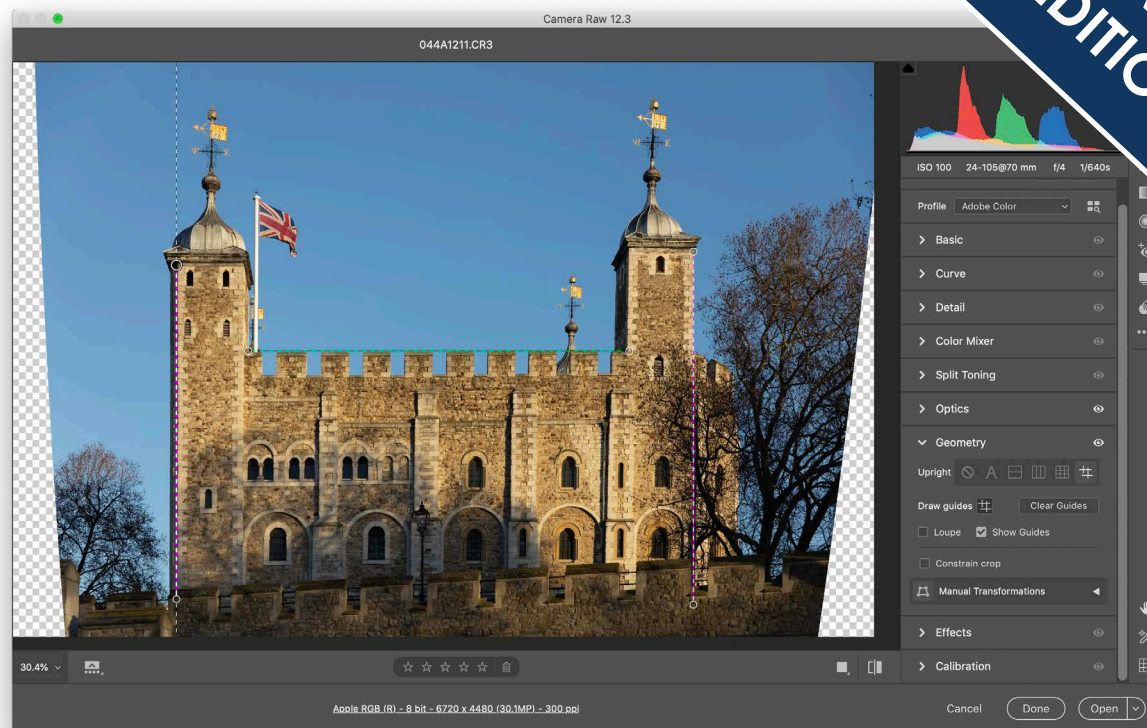 Camera Raw 12.3
044A1211.CR3
ISO 100 24-105@70 mm f/4 1/640s
Profile Adobe Color
Basic
Curve
Detail
Color Mixer
Split Toning
Optics
Geometry
Upright A
Draw guides Clear Guides
Loupe Show Guides
Constrain crop
Manual Transformations
Effects
Calibration
30.4%
Apple RGB (R) - 8 bit - 6720 x 4480 (30.1MP) - 300 ppi
Cancel Done Open